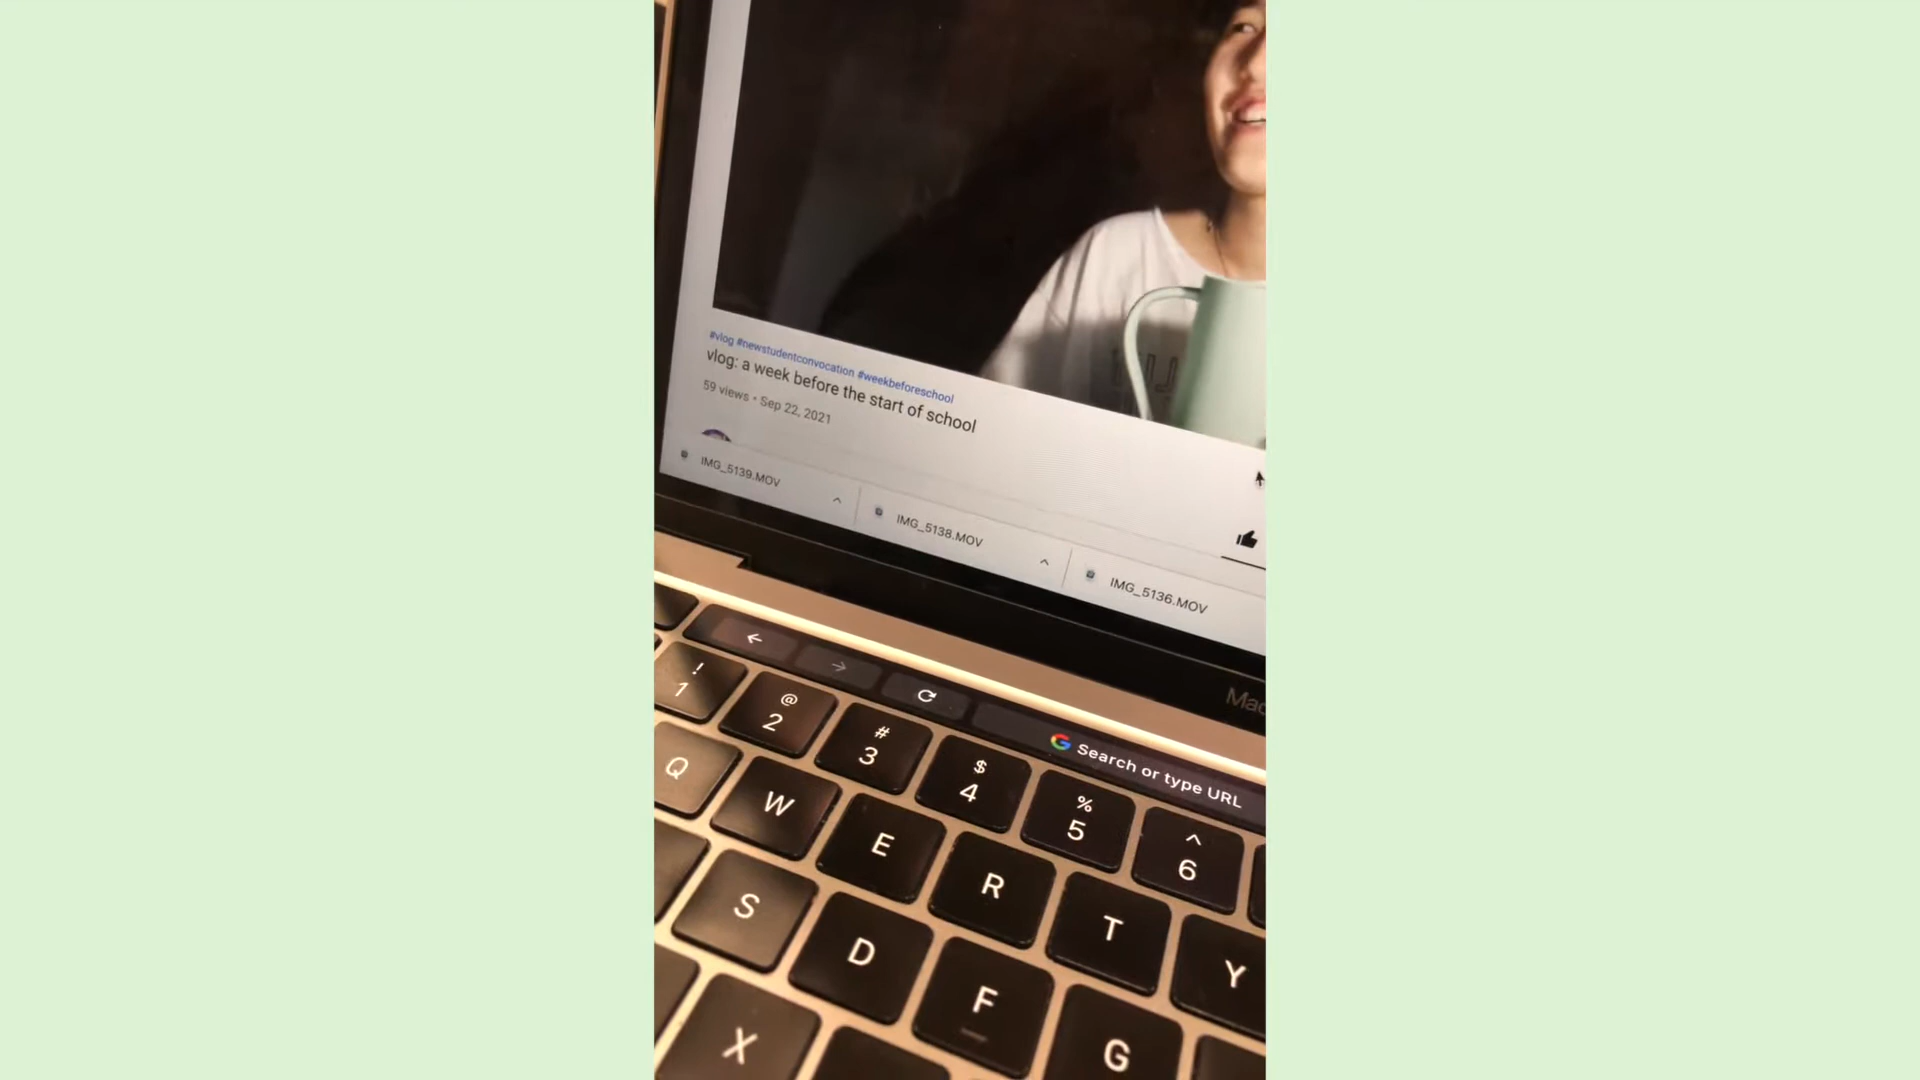 #vlog #newstudentconvocation #weekbeforeschool
vlog: a week before the start of school
59 views • Sep 22, 2021
IMG_5139.MOV
IMG_5138.MOV
IMG_5136.MOV
Mac
Search or type URL
! @ # $ % ^
1 2 3 4 5 6
Q W E R T Y
S D F G
X